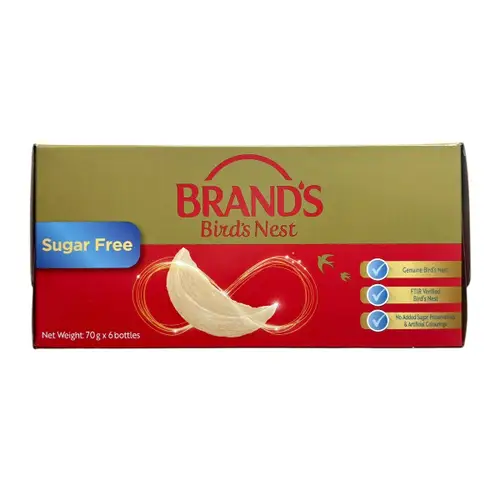 BRAND'S
Bird's Nest
Sugar Free
Genuine Bird's Nest
FTIR Verified
Bird's Nest
No Added Sugar, Preservatives
& Artificial Colourings
Net Weight: 70g x 6 bottles